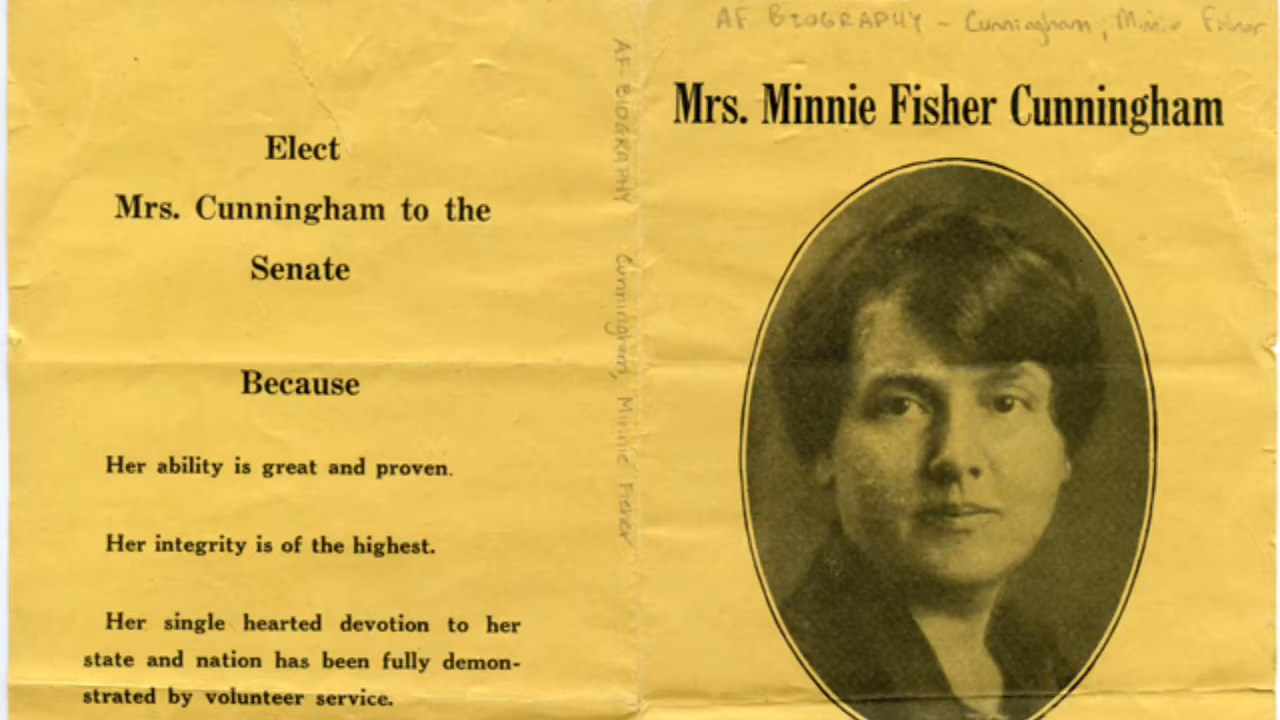 AF BIOGRAPHY - Cunningham, Minnie Fisher
Mrs. Minnie Fisher Cunningham
AF-BIOGRAPHY Cunningham, Minnie Fisher
Elect
Mrs. Cunningham to the
Senate
Because
Her ability is great and proven.
Her integrity is of the highest.
Her single hearted devotion to her
state and nation has been fully demon-
strated by volunteer service.